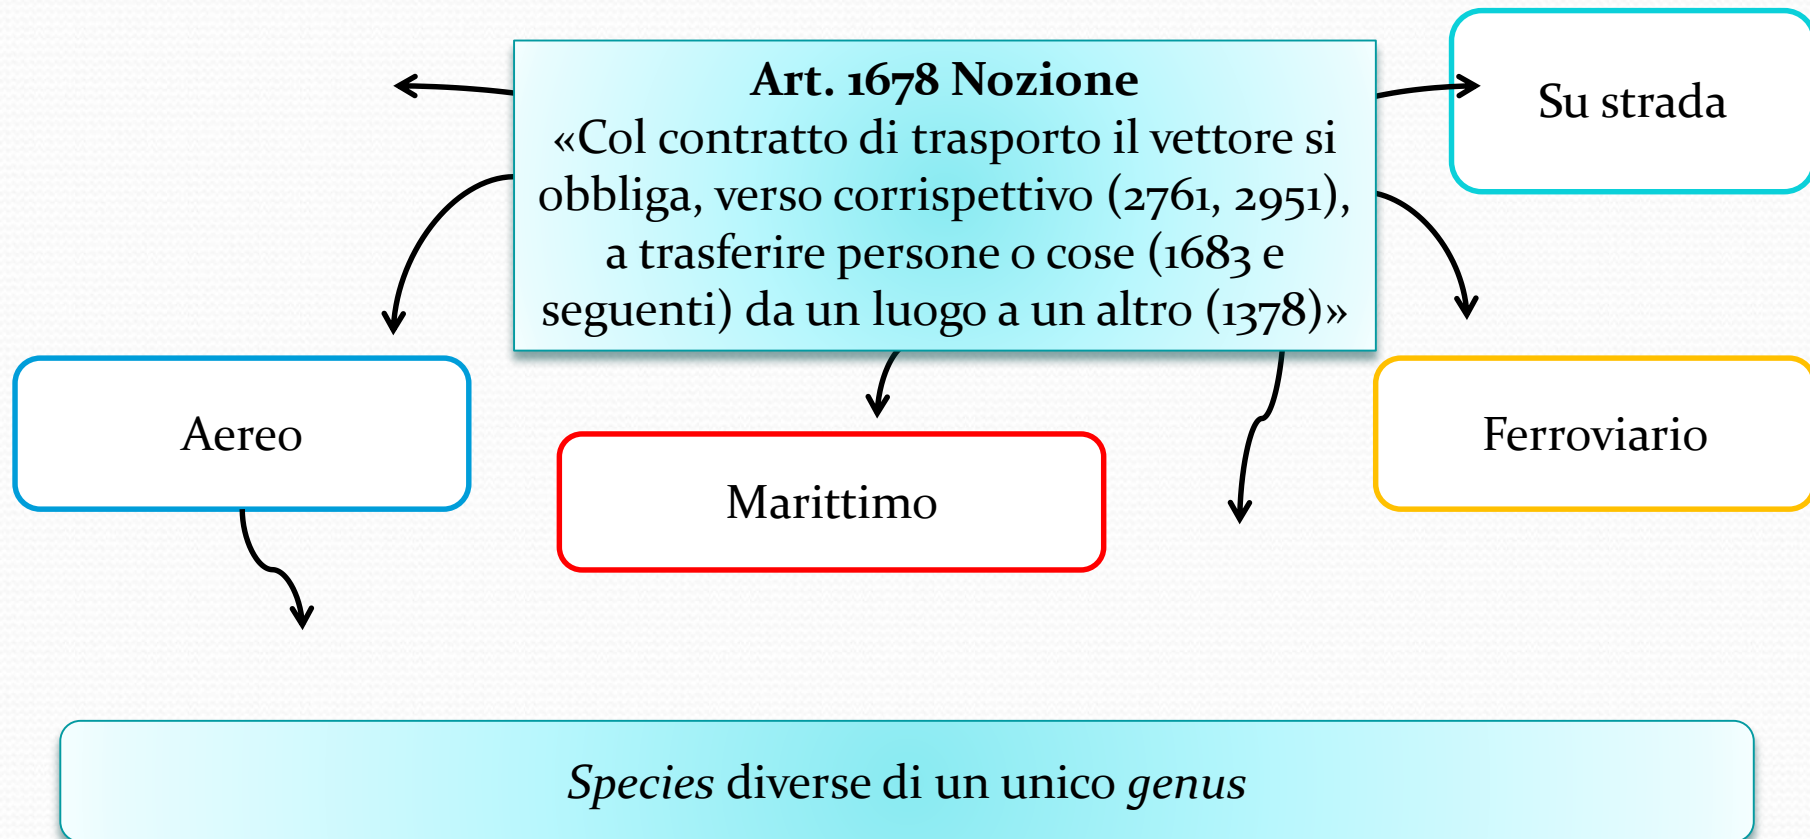 Art. 1678 Nozione
«Col contratto di trasporto il vettore si
obbliga, verso corrispettivo (2761, 2951),
a trasferire persone o cose (1683 e
seguenti) da un luogo a un altro (1378)»
Su strada
Aereo
Marittimo
Ferroviario
Species diverse di un unico genus